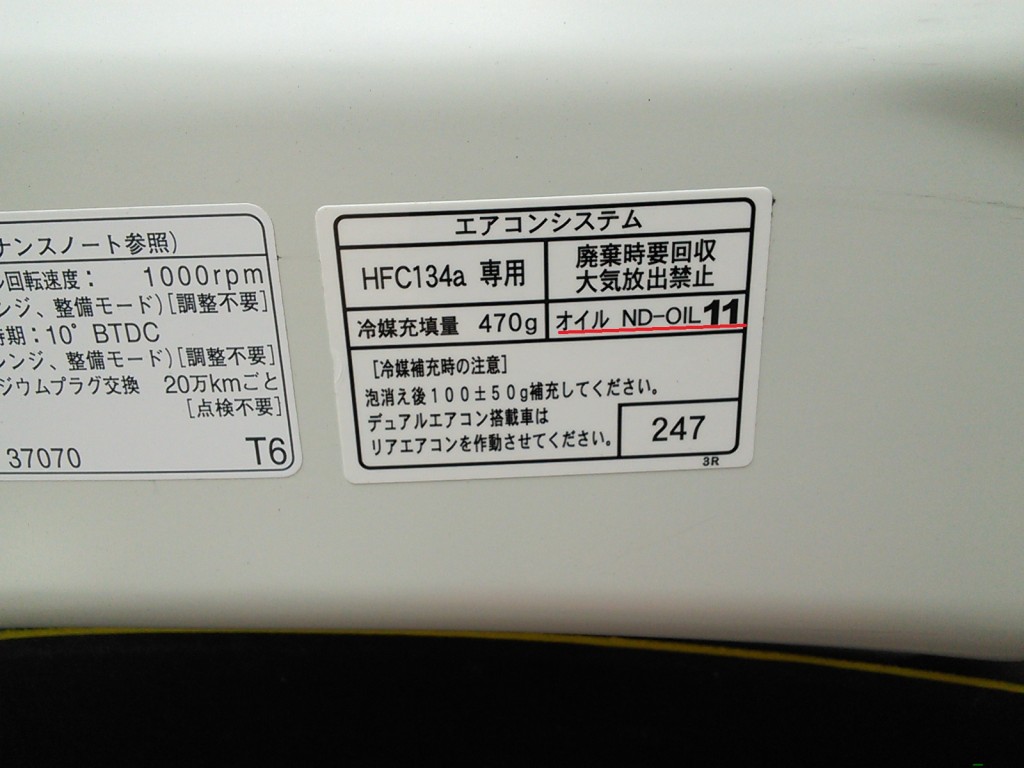 ナンスノート参照)
ル回転速度: 1000rpm
ンジ、整備モード)[調整不要]
時期:10° BTDC
レンジ、整備モード)[調整不要]
ジウムプラグ交換 20万kmごと
[点検不要]
37070
T6
エアコンシステム
HFC134a 専用
廃棄時要回収
大気放出禁止
冷媒充填量 470g
オイル ND-OIL11
[冷媒補充時の注意]
泡消え後100±50g補充してください。
デュアルエアコン搭載車は
リアエアコンを作動させてください。
247
3R